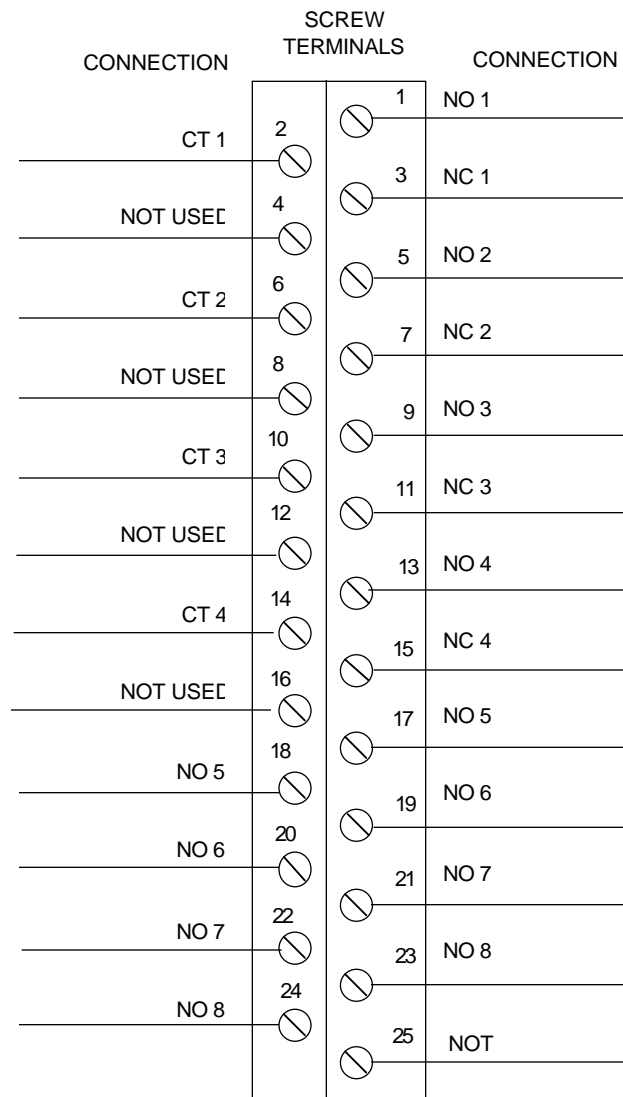 SCREW
TERMINALS
CONNECTION
CONNECTION
1 NO 1
CT 1 2
3 NC 1
NOT USED 4
5 NO 2
CT 2 6
7 NC 2
NOT USED 8
9 NO 3
CT 3 10
11 NC 3
NOT USED 12
13 NO 4
CT 4 14
15 NC 4
NOT USED 16
17 NO 5
NO 5 18
19 NO 6
NO 6 20
21 NO 7
NO 7 22
23 NO 8
NO 8 24
25 NOT